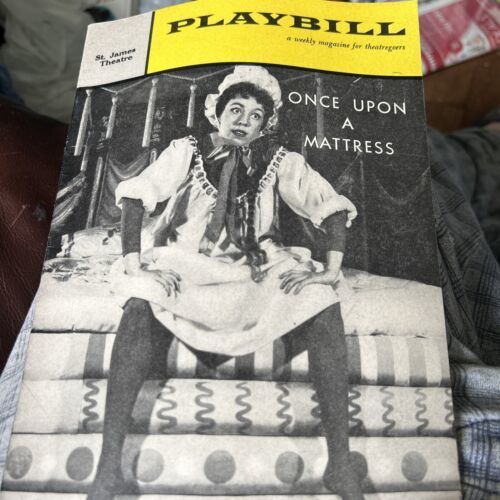 PLAYBILL
a weekly magazine for theatregoers
St. James
Theatre
ONCE UPON
A
MATTRESS